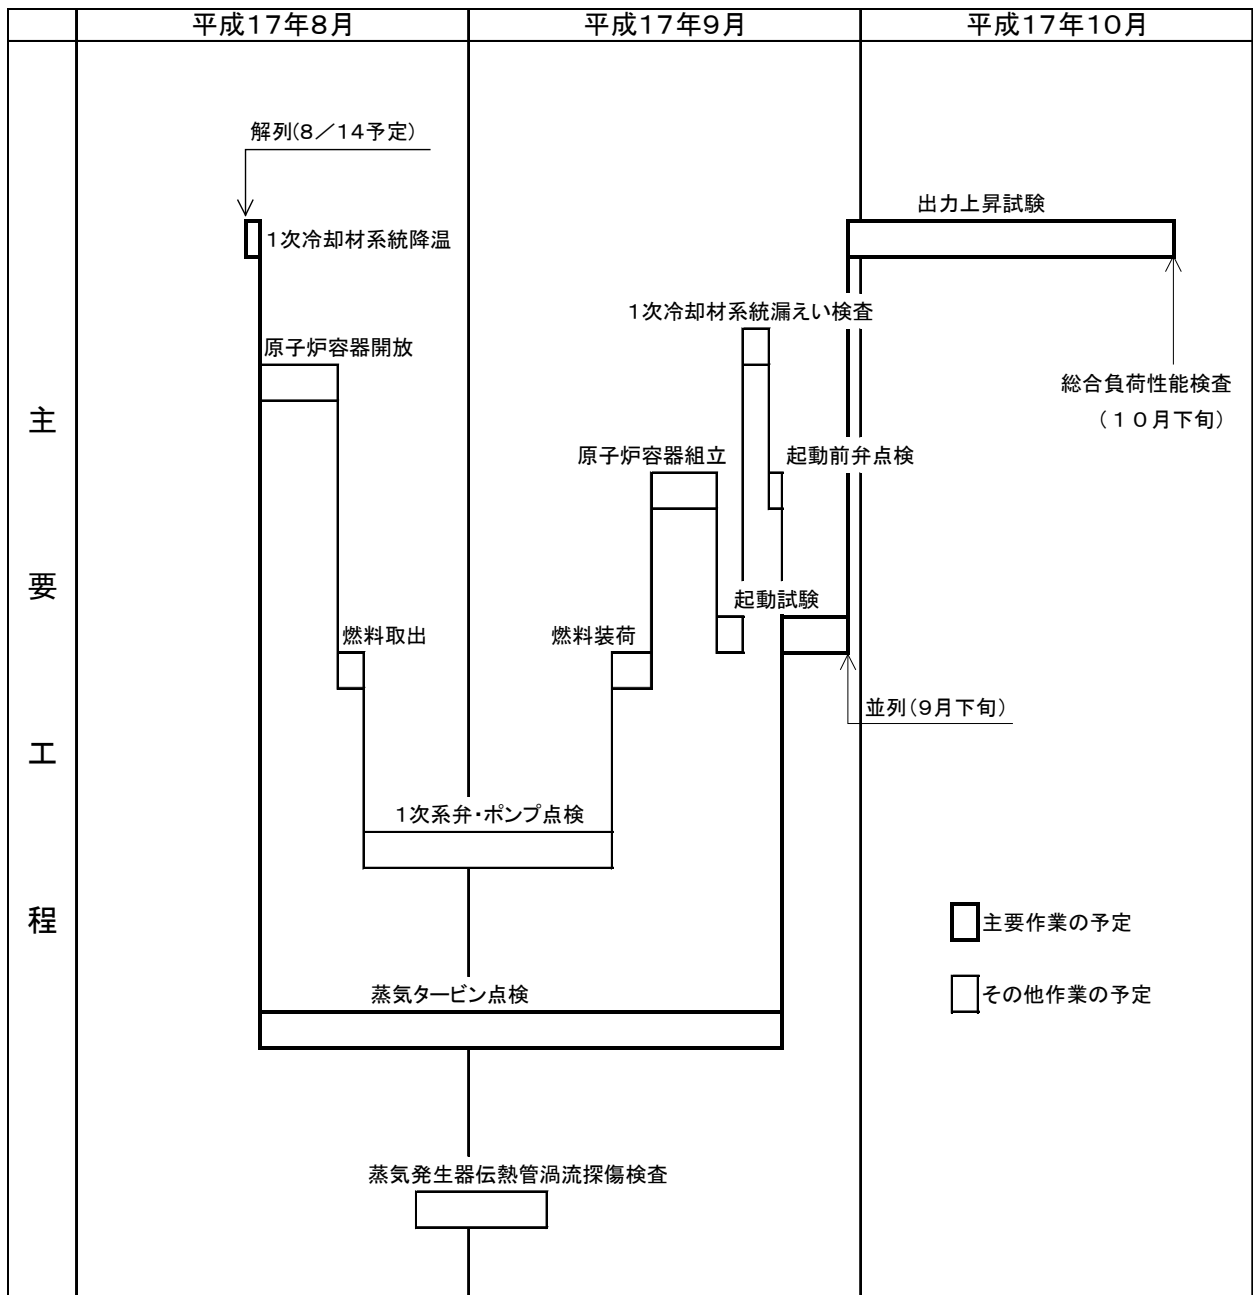 平成17年8月
平成17年9月
平成17年10月
主要工程
解列(8／14予定)
出力上昇試験
1次冷却材系統降温
1次冷却材系統漏えい検査
原子炉容器開放
総合負荷性能検査
（１０月下旬）
原子炉容器組立
起動前弁点検
起動試験
燃料取出
燃料装荷
並列(9月下旬)
1次系弁・ポンプ点検
主要作業の予定
蒸気タービン点検
その他作業の予定
蒸気発生器伝熱管渦流探傷検査